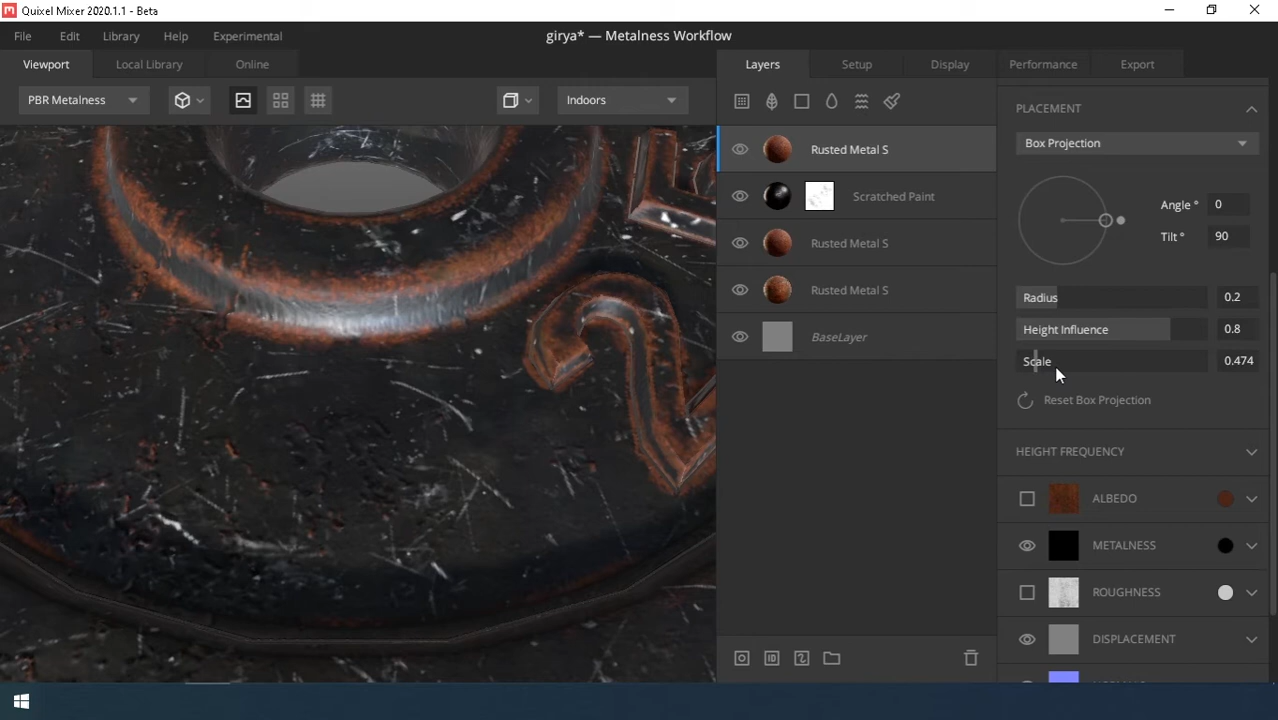 Quixel Mixer 2020.1.1 - Beta
File Edit Library Help Experimental
girya* — Metalness Workflow
Viewport Local Library Online
Layers Setup Display Performance Export
PBR Metalness
Indoors
Rusted Metal S
Scratched Paint
Rusted Metal S
Rusted Metal S
BaseLayer
PLACEMENT
Box Projection
Angle ° 0
Tilt ° 90
Radius 0.2
Height Influence 0.8
Scale 0.474
Reset Box Projection
HEIGHT FREQUENCY
ALBEDO
METALNESS
ROUGHNESS
DISPLACEMENT